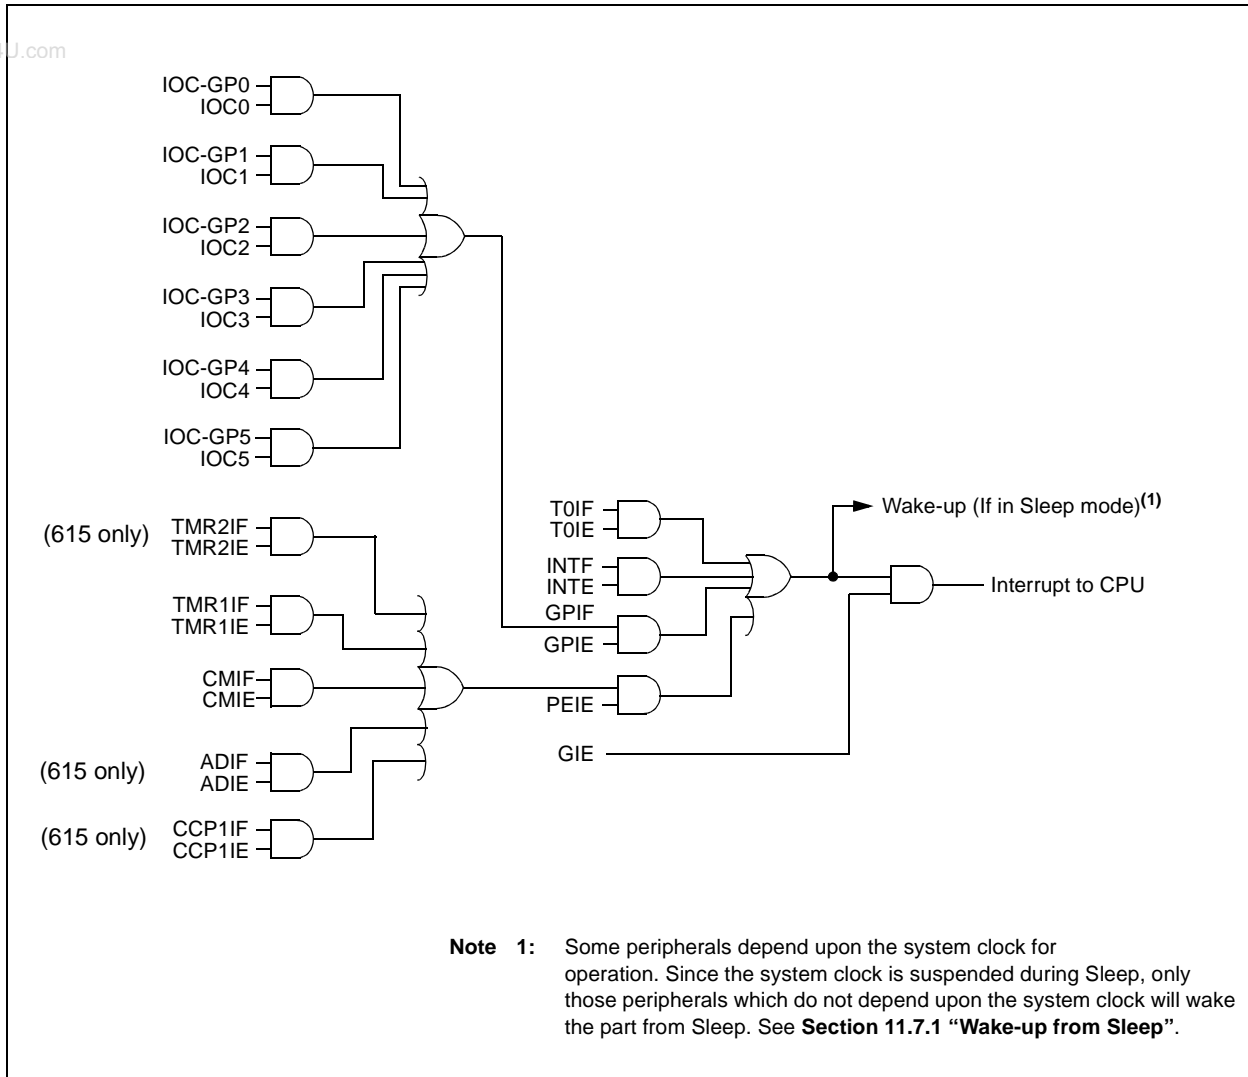 4U.com
IOC-GP0
IOC0
IOC-GP1
IOC1
IOC-GP2
IOC2
IOC-GP3
IOC3
IOC-GP4
IOC4
IOC-GP5
IOC5
(615 only)
TMR2IF
TMR2IE
TMR1IF
TMR1IE
CMIF
CMIE
(615 only)
ADIF
ADIE
(615 only)
CCP1IF
CCP1IE
T0IF
T0IE
INTF
INTE
GPIF
GPIE
PEIE
GIE
Wake-up (If in Sleep mode)(1)
Interrupt to CPU
Note 1: Some peripherals depend upon the system clock for
operation. Since the system clock is suspended during Sleep, only
those peripherals which do not depend upon the system clock will wake
the part from Sleep. See Section 11.7.1 “Wake-up from Sleep”.